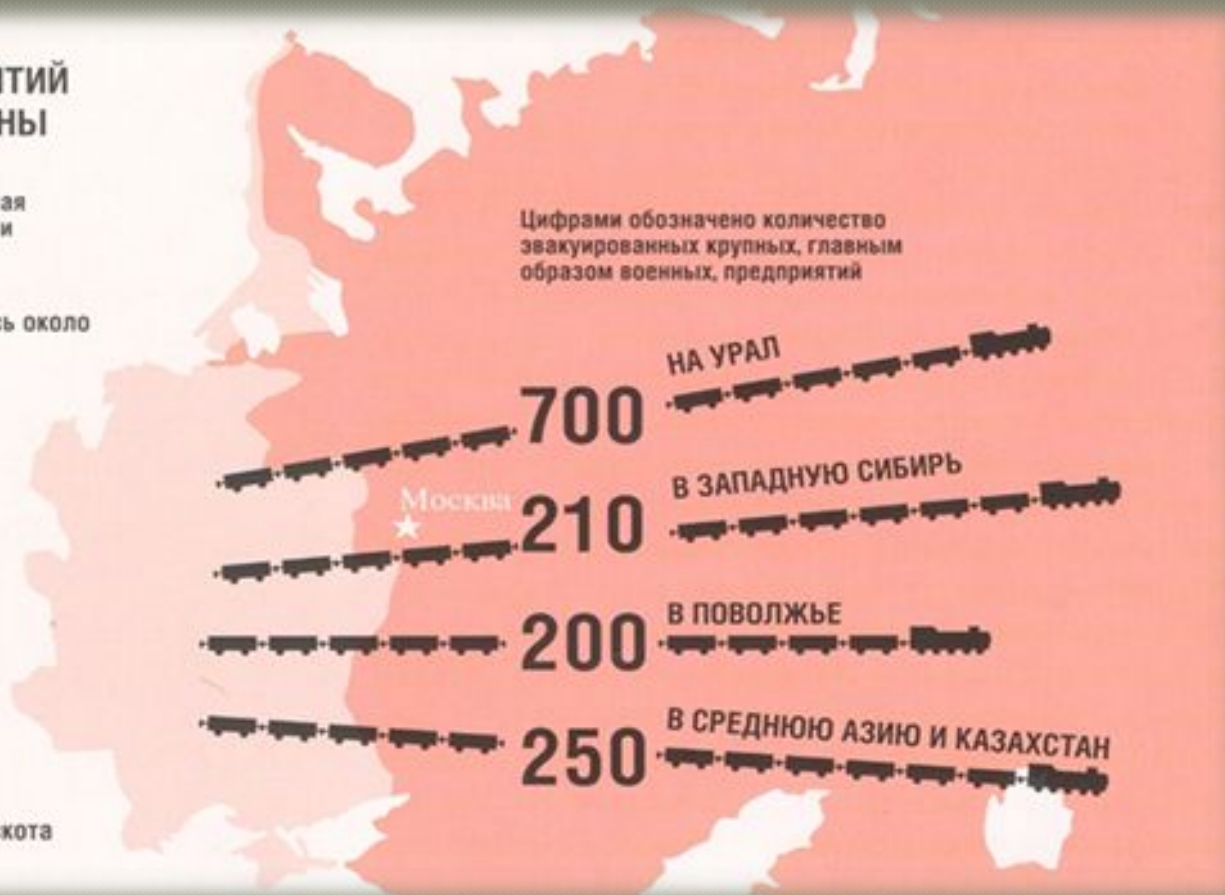 ТИЙ
НЫ
ая
и
ь около
Цифрами обозначено количество
эвакуированных крупных, главным
образом военных, предприятий
НА УРАЛ
700
В ЗАПАДНУЮ СИБИРЬ
Москва
210
В ПОВОЛЖЬЕ
200
В СРЕДНЮЮ АЗИЮ И КАЗАХСТАН
250
кота